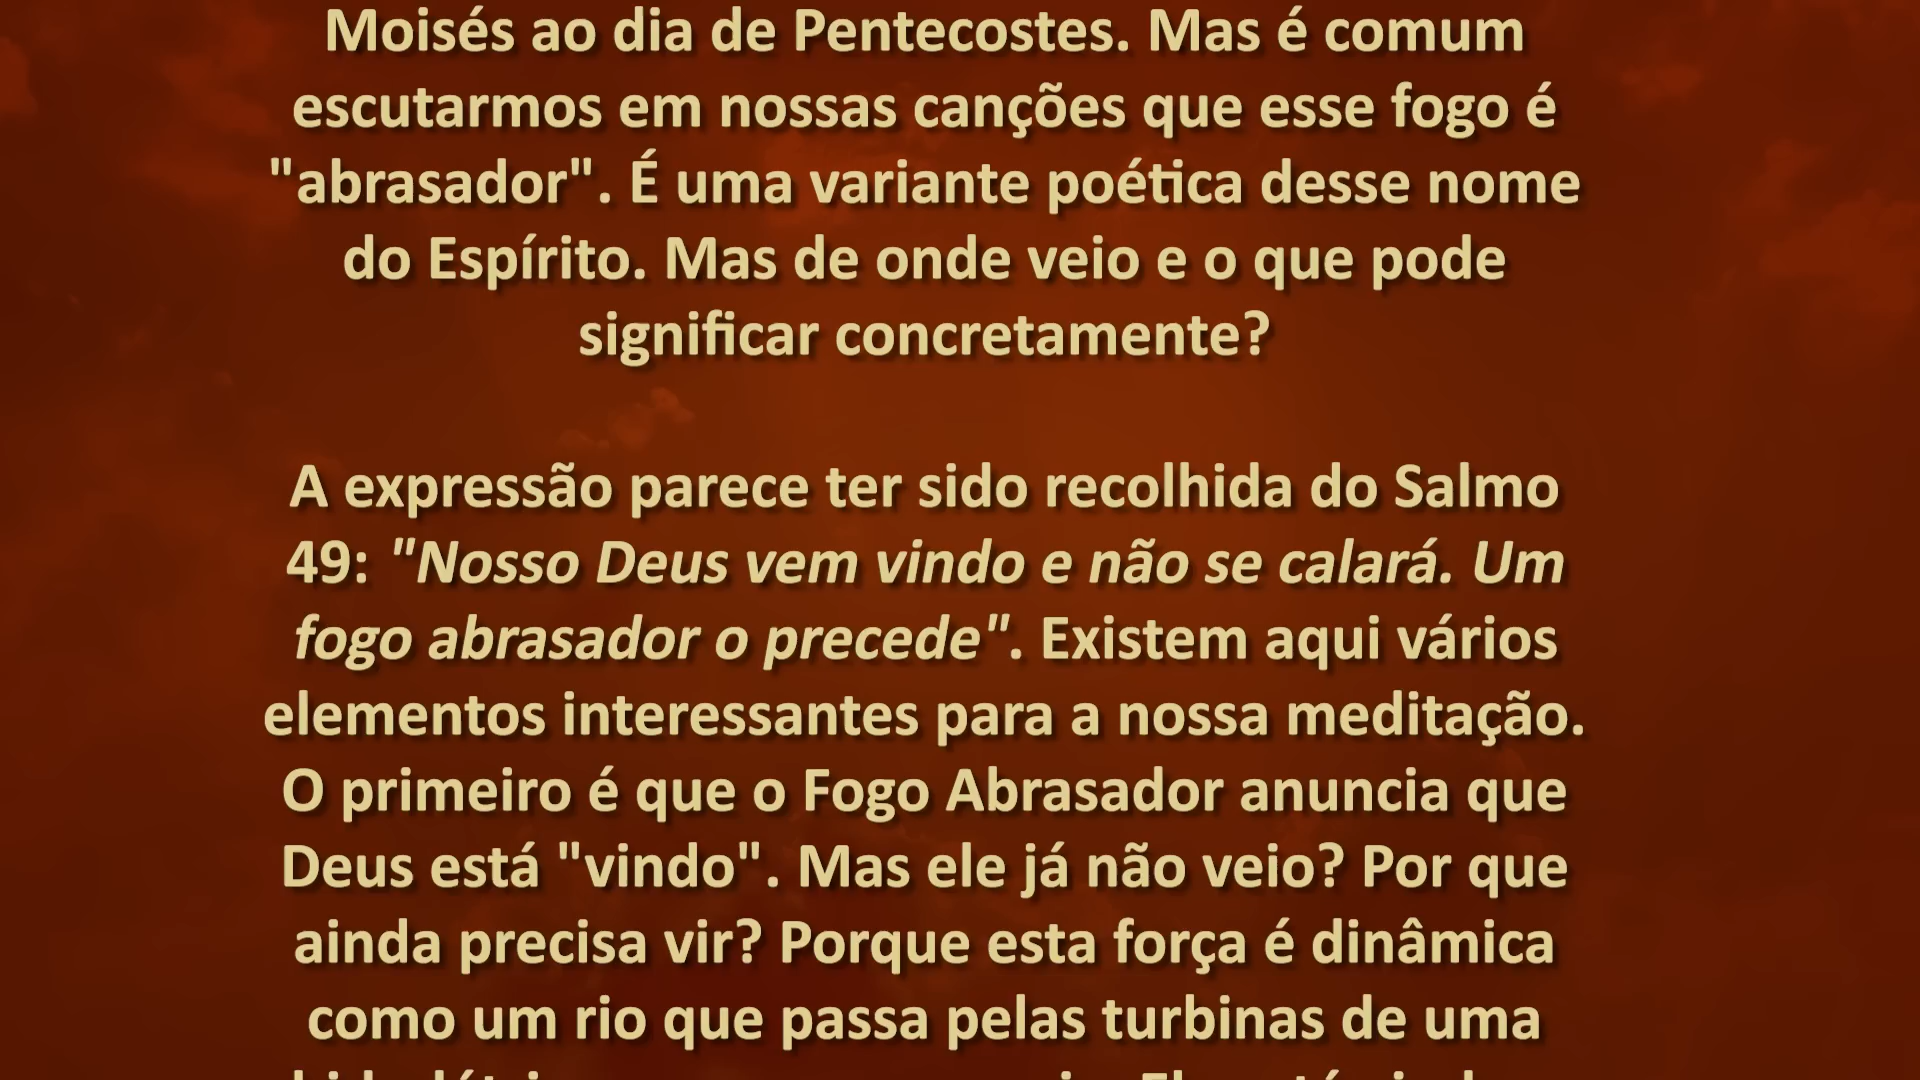 Moisés ao dia de Pentecostes. Mas é comum
escutarmos em nossas canções que esse fogo é
"abrasador". É uma variante poética desse nome
do Espírito. Mas de onde veio e o que pode
significar concretamente?
A expressão parece ter sido recolhida do Salmo
49: "Nosso Deus vem vindo e não se calará. Um
fogo abrasador o precede". Existem aqui vários
elementos interessantes para a nossa meditação.
O primeiro é que o Fogo Abrasador anuncia que
Deus está "vindo". Mas ele já não veio? Por que
ainda precisa vir? Porque esta força é dinâmica
como um rio que passa pelas turbinas de uma